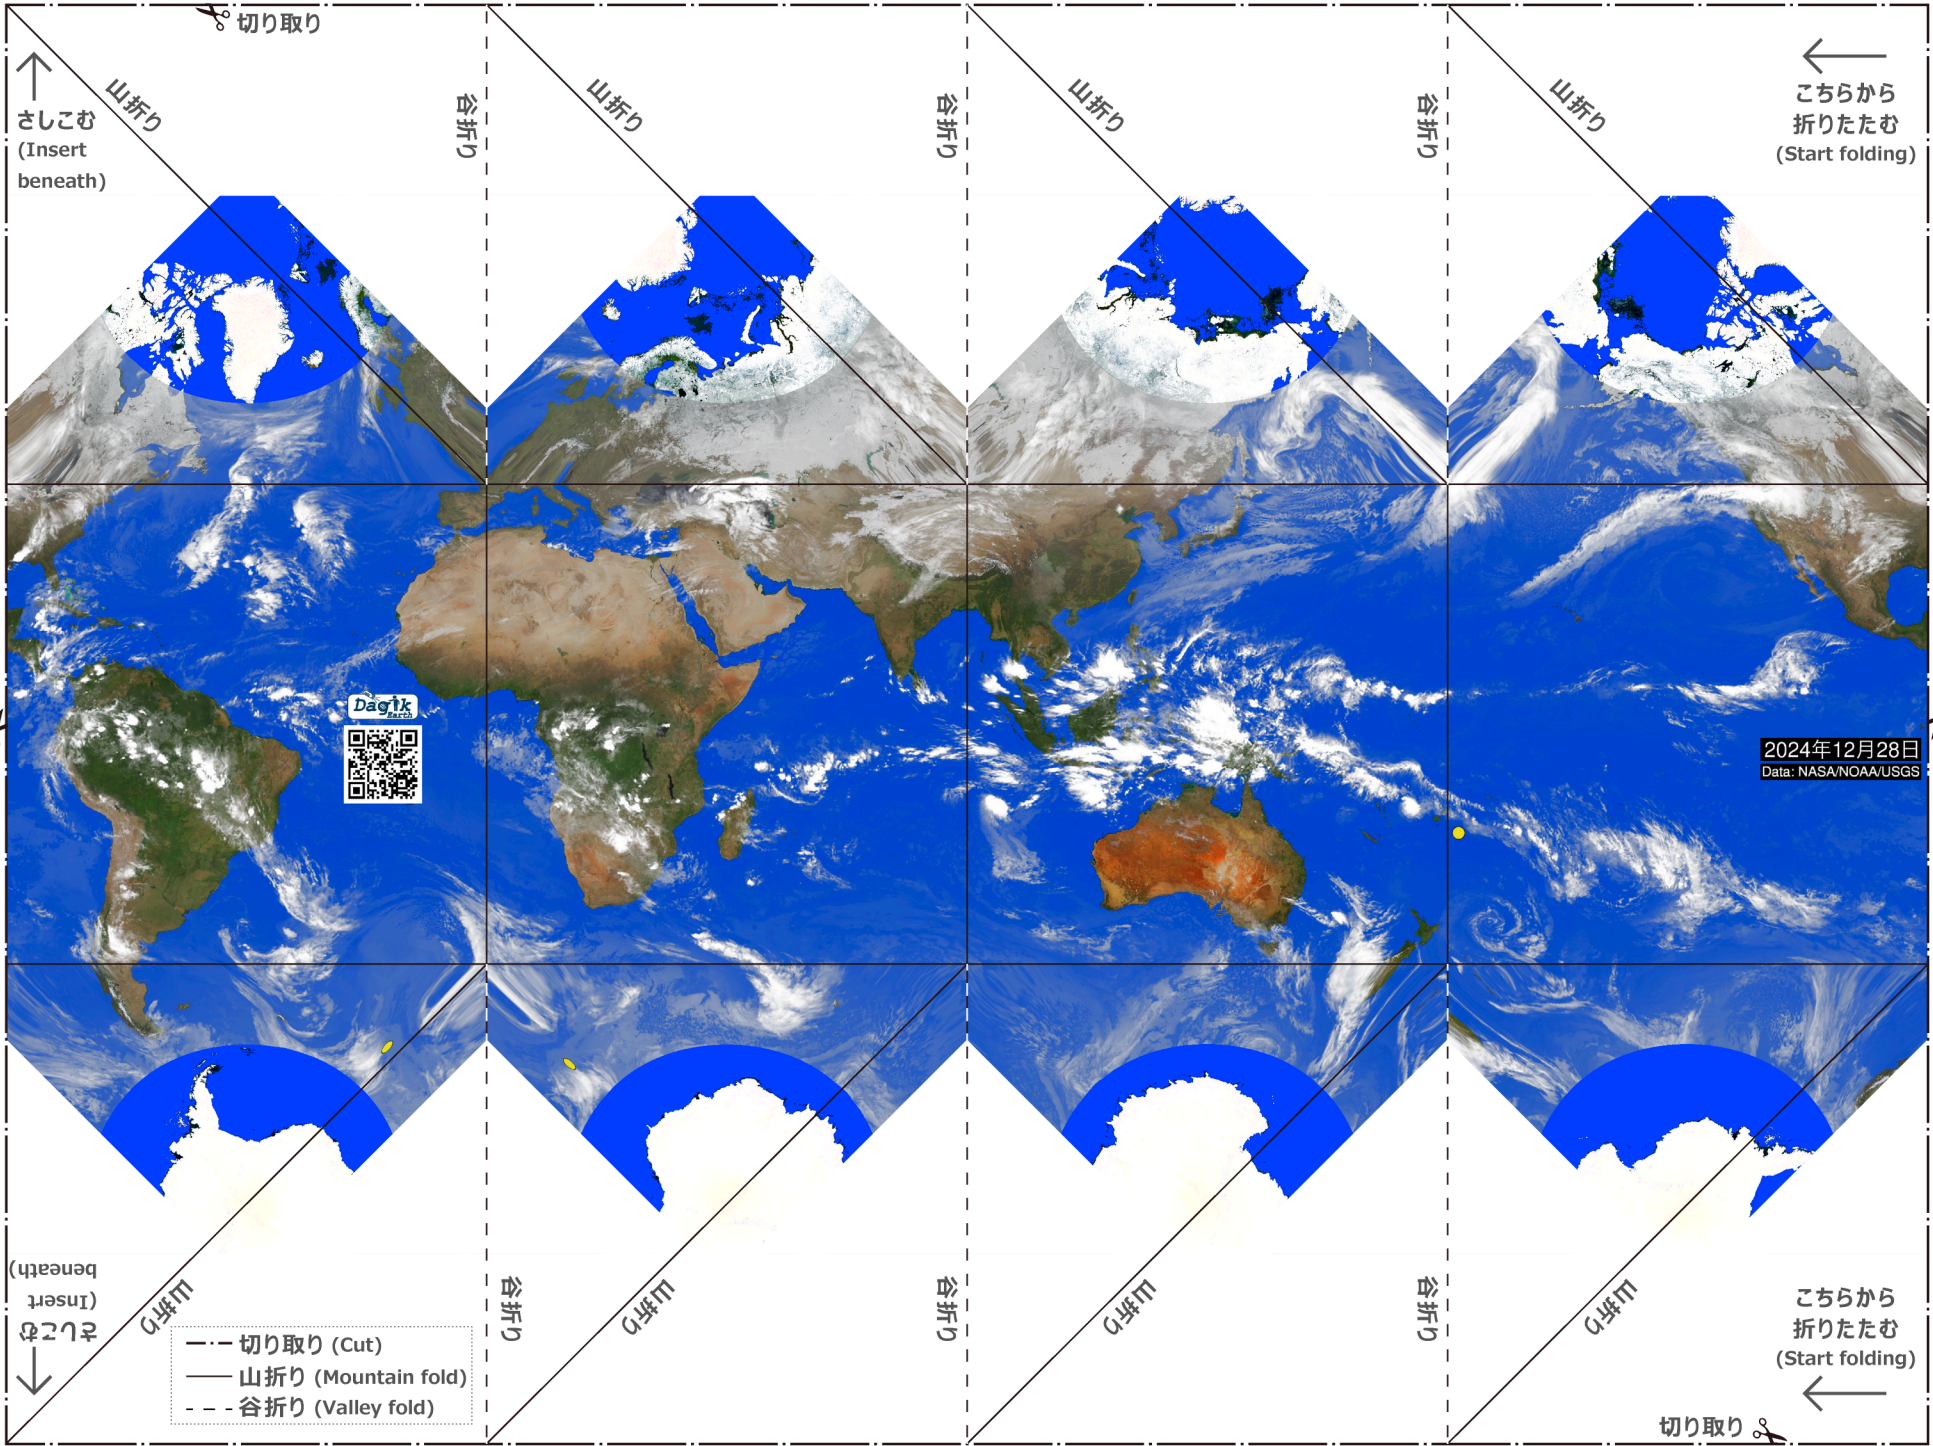 切り取り
山折り
谷折り
山折り
谷折り
山折り
谷折り
山折り
さしこむ
(Insert
beneath)
こちらから
折りたたむ
(Start folding)
Dagik
Earth
2024年12月28日
Data: NASA/NOAA/USGS
さしこむ
(Insert
beneath)
山折り
谷折り
山折り
谷折り
山折り
谷折り
山折り
こちらから
折りたたむ
(Start folding)
切り取り (Cut)
山折り (Mountain fold)
谷折り (Valley fold)
切り取り